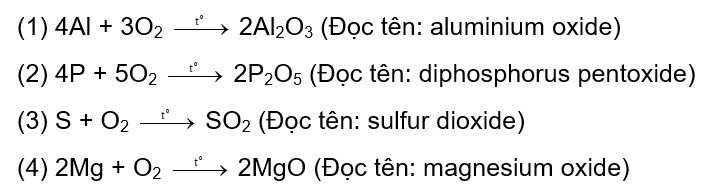 (1) 4Al + 3O₂ —t°→ 2Al₂O₃ (Đọc tên: aluminium oxide)
(2) 4P + 5O₂ —t°→ 2P₂O₅ (Đọc tên: diphosphorus pentoxide)
(3) S + O₂ —t°→ SO₂ (Đọc tên: sulfur dioxide)
(4) 2Mg + O₂ —t°→ 2MgO (Đọc tên: magnesium oxide)